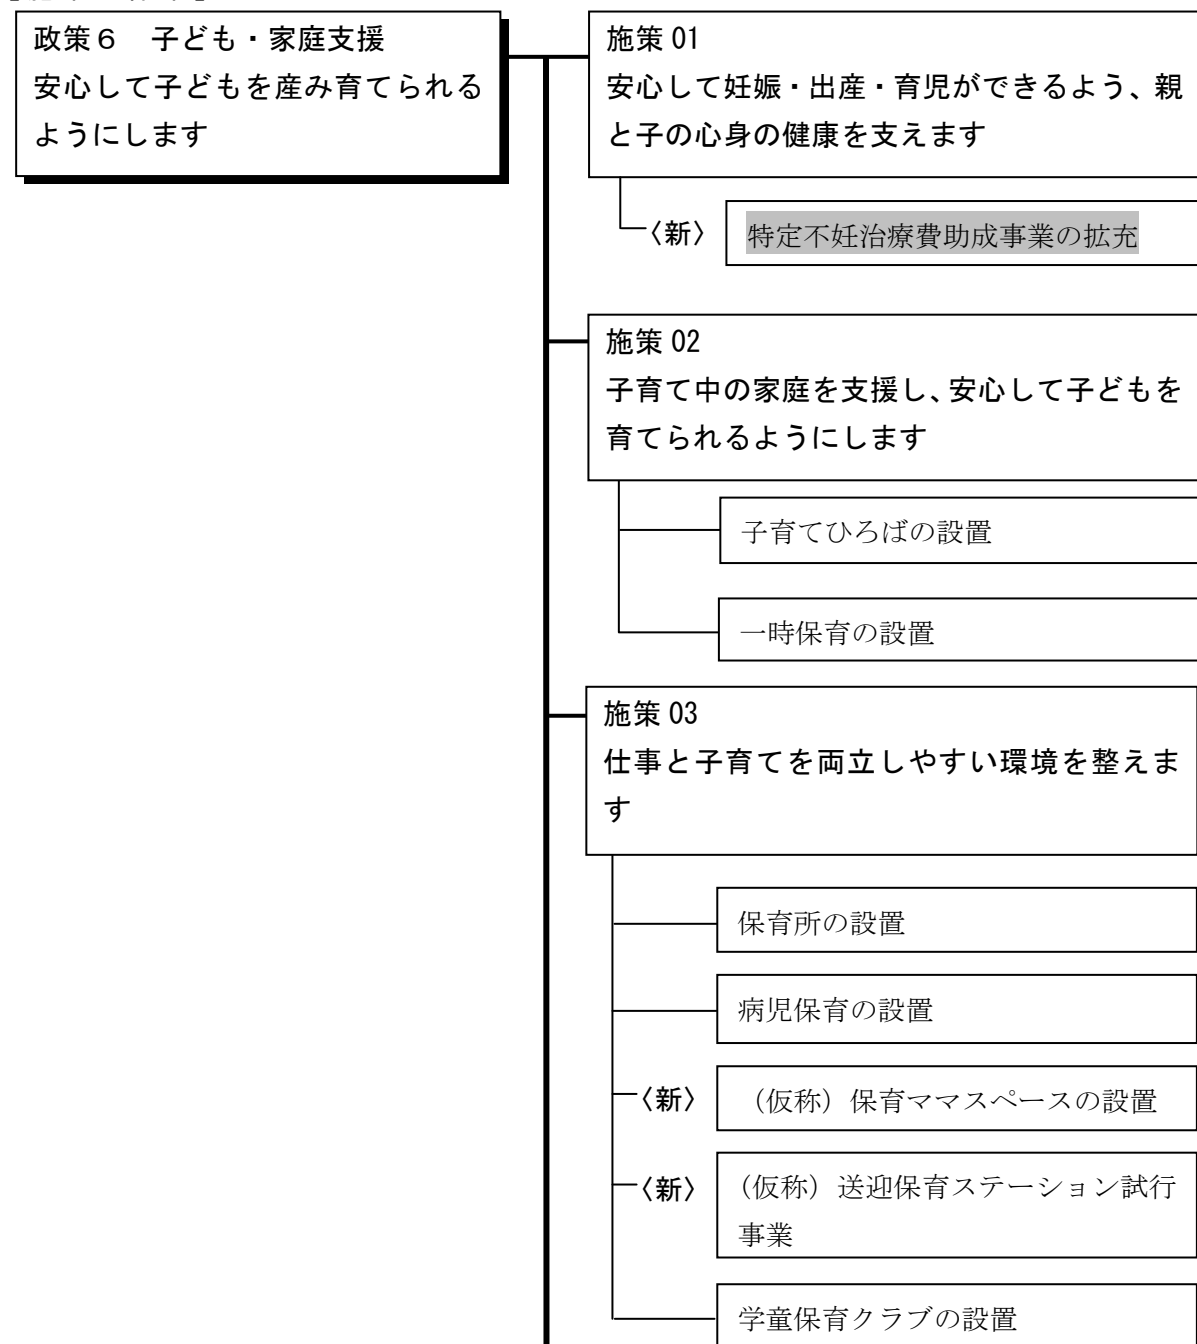 政策６　子ども・家庭支援
安心して子どもを産み育てられる
ようにします
施策 01
安心して妊娠・出産・育児ができるよう、親
と子の心身の健康を支えます
〈新〉
特定不妊治療費助成事業の拡充
施策 02
子育て中の家庭を支援し、安心して子どもを
育てられるようにします
子育てひろばの設置
一時保育の設置
施策 03
仕事と子育てを両立しやすい環境を整えま
す
保育所の設置
病児保育の設置
〈新〉
（仮称）保育ママスペースの設置
〈新〉
（仮称）送迎保育ステーション試行
事業
学童保育クラブの設置